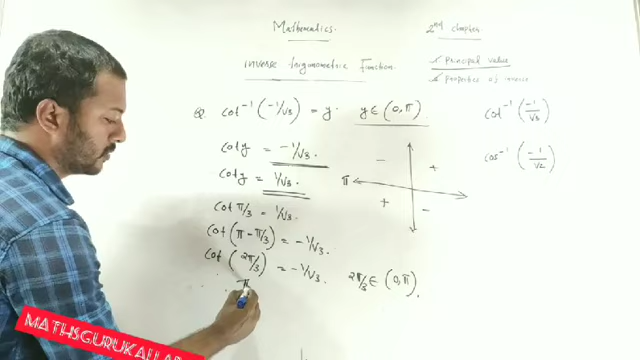 Mathematics.
2nd chapter
Inverse trigonometric Function.
principal value
properties of inverse
Q cot⁻¹(-1/√3) = y. y∈(0,π)
cot⁻¹(-1/√3)
cot y = -1/√3.
cos⁻¹(-1/√2)
cot y = 1/√3.
- +
π
+ -
cot π/3 = 1/√3.
cot(π-π/3) = -1/√3.
cot(2π/3) = -1/√3. 2π/3 ∈ (0,π).
π